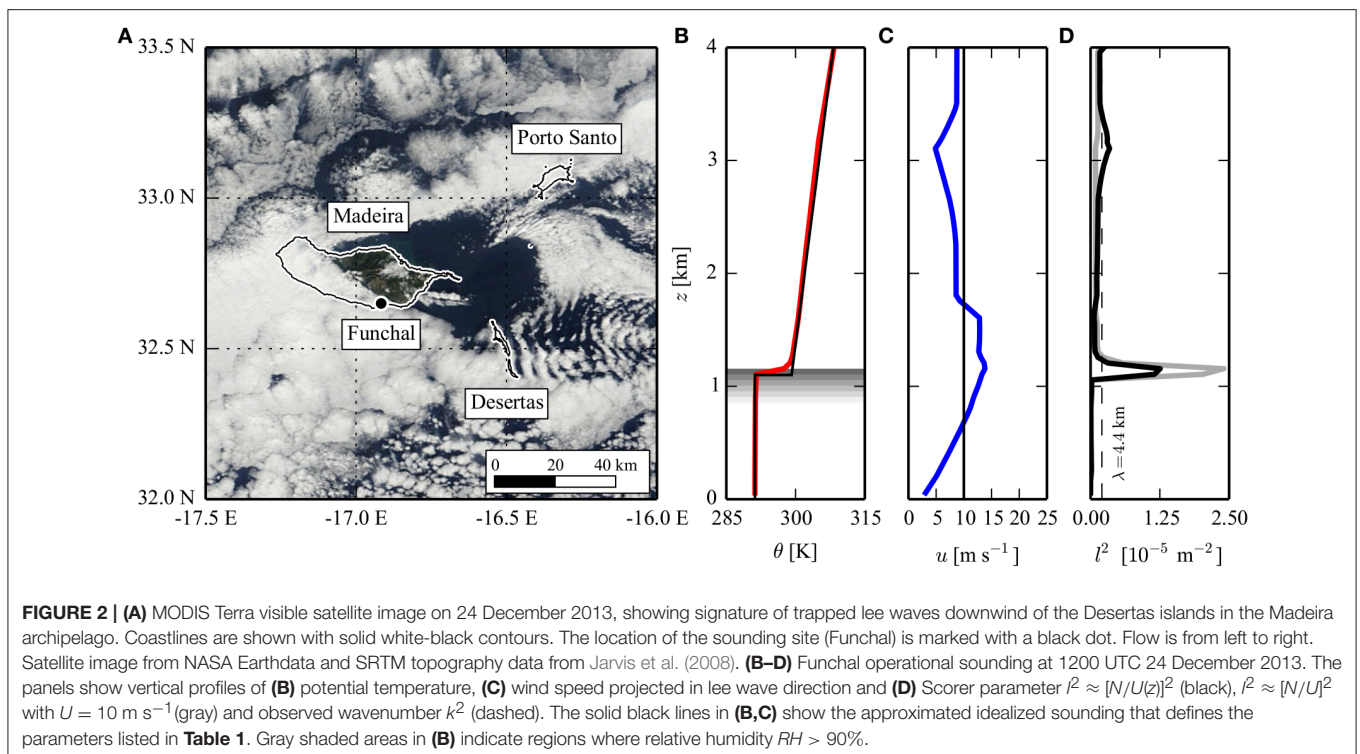 A
B
C
D
33.5 N
33.0 N
32.5 N
32.0 N
-17.5 E
-17.0 E
-16.5 E
-16.0 E
Porto Santo
Madeira
Funchal
Desertas
0 20 40 km
z [km]
4
3
2
1
0
285 300 315
θ [K]
0 5 10 15 20 25
u [m s⁻¹]
λ=4.4 km
0.00 1.25 2.50
l² [10⁻⁵ m⁻²]
FIGURE 2 | (A) MODIS Terra visible satellite image on 24 December 2013, showing signature of trapped lee waves downwind of the Desertas islands in the Madeira
archipelago. Coastlines are shown with solid white-black contours. The location of the sounding site (Funchal) is marked with a black dot. Flow is from left to right.
Satellite image from NASA Earthdata and SRTM topography data from Jarvis et al. (2008). (B–D) Funchal operational sounding at 1200 UTC 24 December 2013. The
panels show vertical profiles of (B) potential temperature, (C) wind speed projected in lee wave direction and (D) Scorer parameter l² ≈ [N/U(z)]² (black), l² ≈ [N/U]²
with U = 10 m s⁻¹(gray) and observed wavenumber k² (dashed). The solid black lines in (B,C) show the approximated idealized sounding that defines the
parameters listed in Table 1. Gray shaded areas in (B) indicate regions where relative humidity RH > 90%.